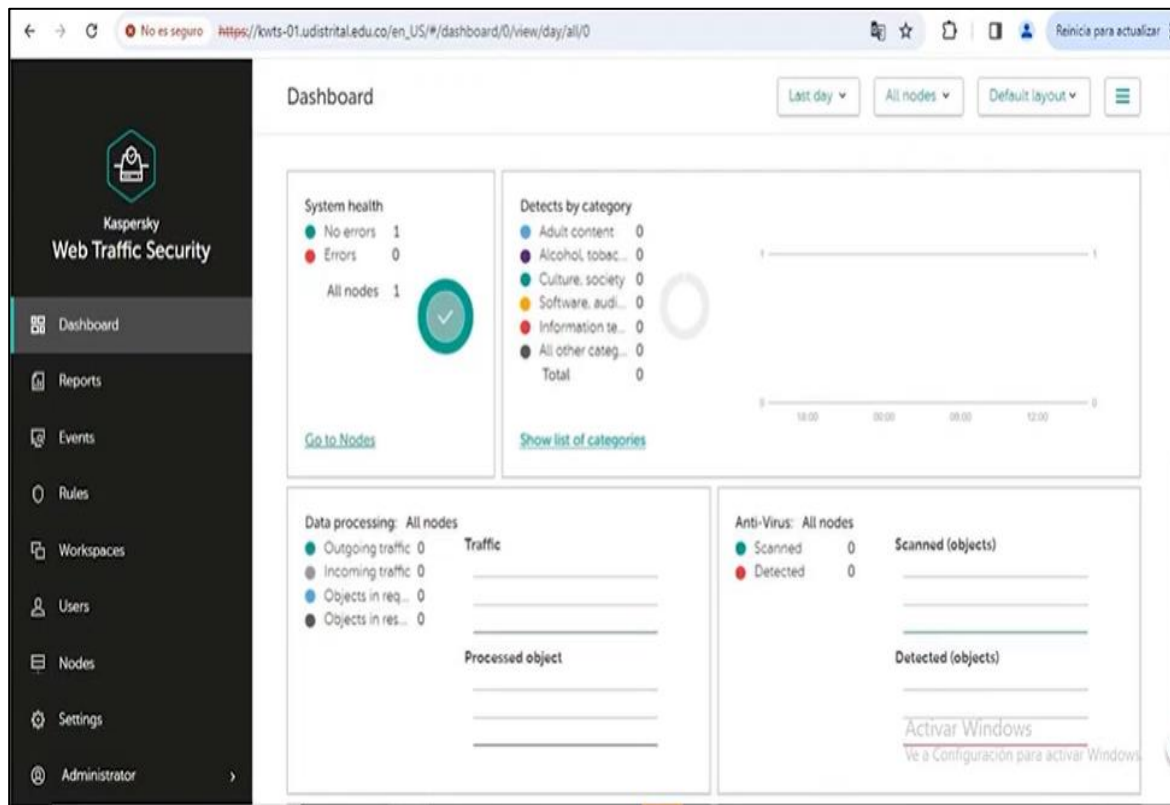 No es seguro https://kwts-01.udistrital.edu.co/en_US/#/dashboard/0/view/day/all/0 Reinicia para actualizar
Kaspersky
Web Traffic Security
Dashboard
Reports
Events
Rules
Workspaces
Users
Nodes
Settings
Administrator
Dashboard
Last day
All nodes
Default layout
System health
No errors 1
Errors 0
All nodes 1
Go to Nodes
Detects by category
Adult content 0
Alcohol, tobac... 0
Culture, society 0
Software, audi... 0
Information te... 0
All other categ... 0
Total 0
Show list of categories
1 1
0 0
18:00 00:00 06:00 12:00
Data processing: All nodes
Outgoing traffic 0
Incoming traffic 0
Objects in req... 0
Objects in res... 0
Traffic
Processed object
Anti-Virus: All nodes
Scanned 0
Detected 0
Scanned (objects)
Detected (objects)
Activar Windows
Ve a Configuración para activar Windows.